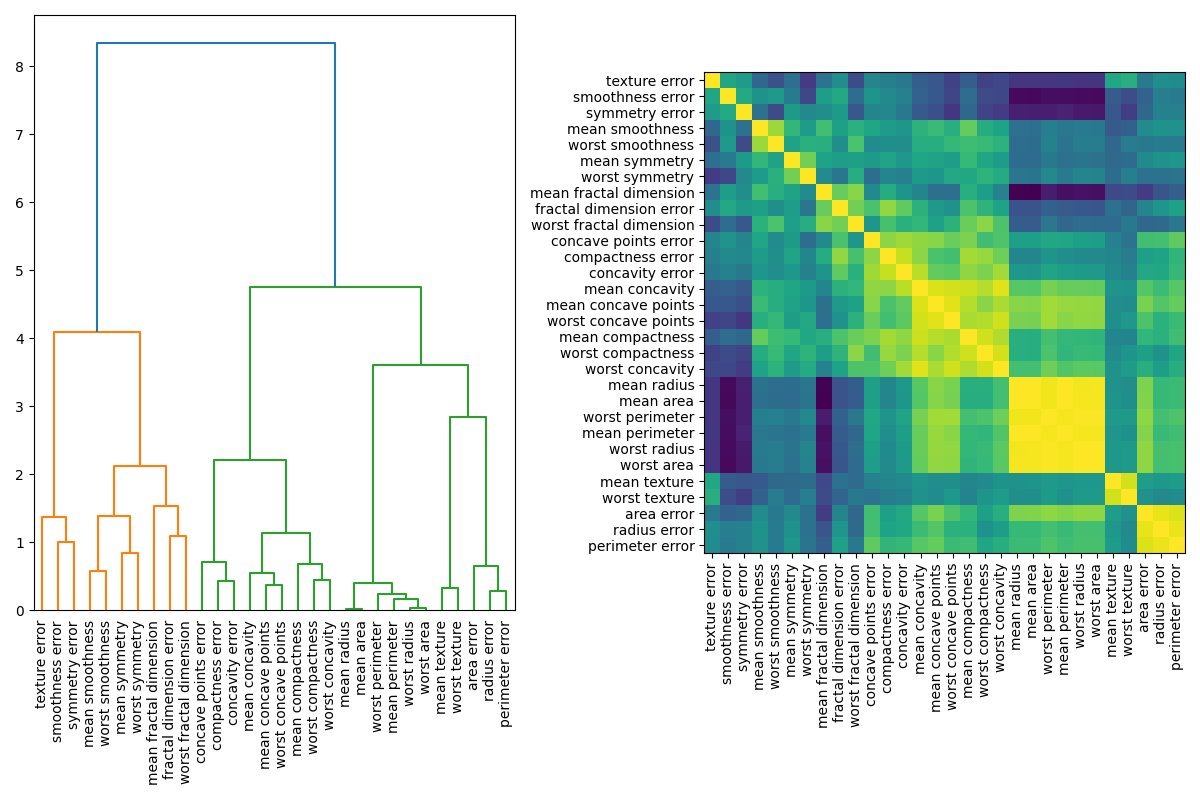 8
7
6
5
4
3
2
1
0
texture error
smoothness error
symmetry error
mean smoothness
worst smoothness
mean symmetry
worst symmetry
mean fractal dimension
fractal dimension error
worst fractal dimension
concave points error
compactness error
concavity error
mean concavity
mean concave points
worst concave points
mean compactness
worst compactness
worst concavity
mean radius
mean area
worst perimeter
mean perimeter
worst radius
worst area
mean texture
worst texture
area error
radius error
perimeter error
texture error
smoothness error
symmetry error
mean smoothness
worst smoothness
mean symmetry
worst symmetry
mean fractal dimension
fractal dimension error
worst fractal dimension
concave points error
compactness error
concavity error
mean concavity
mean concave points
worst concave points
mean compactness
worst compactness
worst concavity
mean radius
mean area
worst perimeter
mean perimeter
worst radius
worst area
mean texture
worst texture
area error
radius error
perimeter error
texture error
smoothness error
symmetry error
mean smoothness
worst smoothness
mean symmetry
worst symmetry
mean fractal dimension
fractal dimension error
worst fractal dimension
concave points error
compactness error
concavity error
mean concavity
mean concave points
worst concave points
mean compactness
worst compactness
worst concavity
mean radius
mean area
worst perimeter
mean perimeter
worst radius
worst area
mean texture
worst texture
area error
radius error
perimeter error